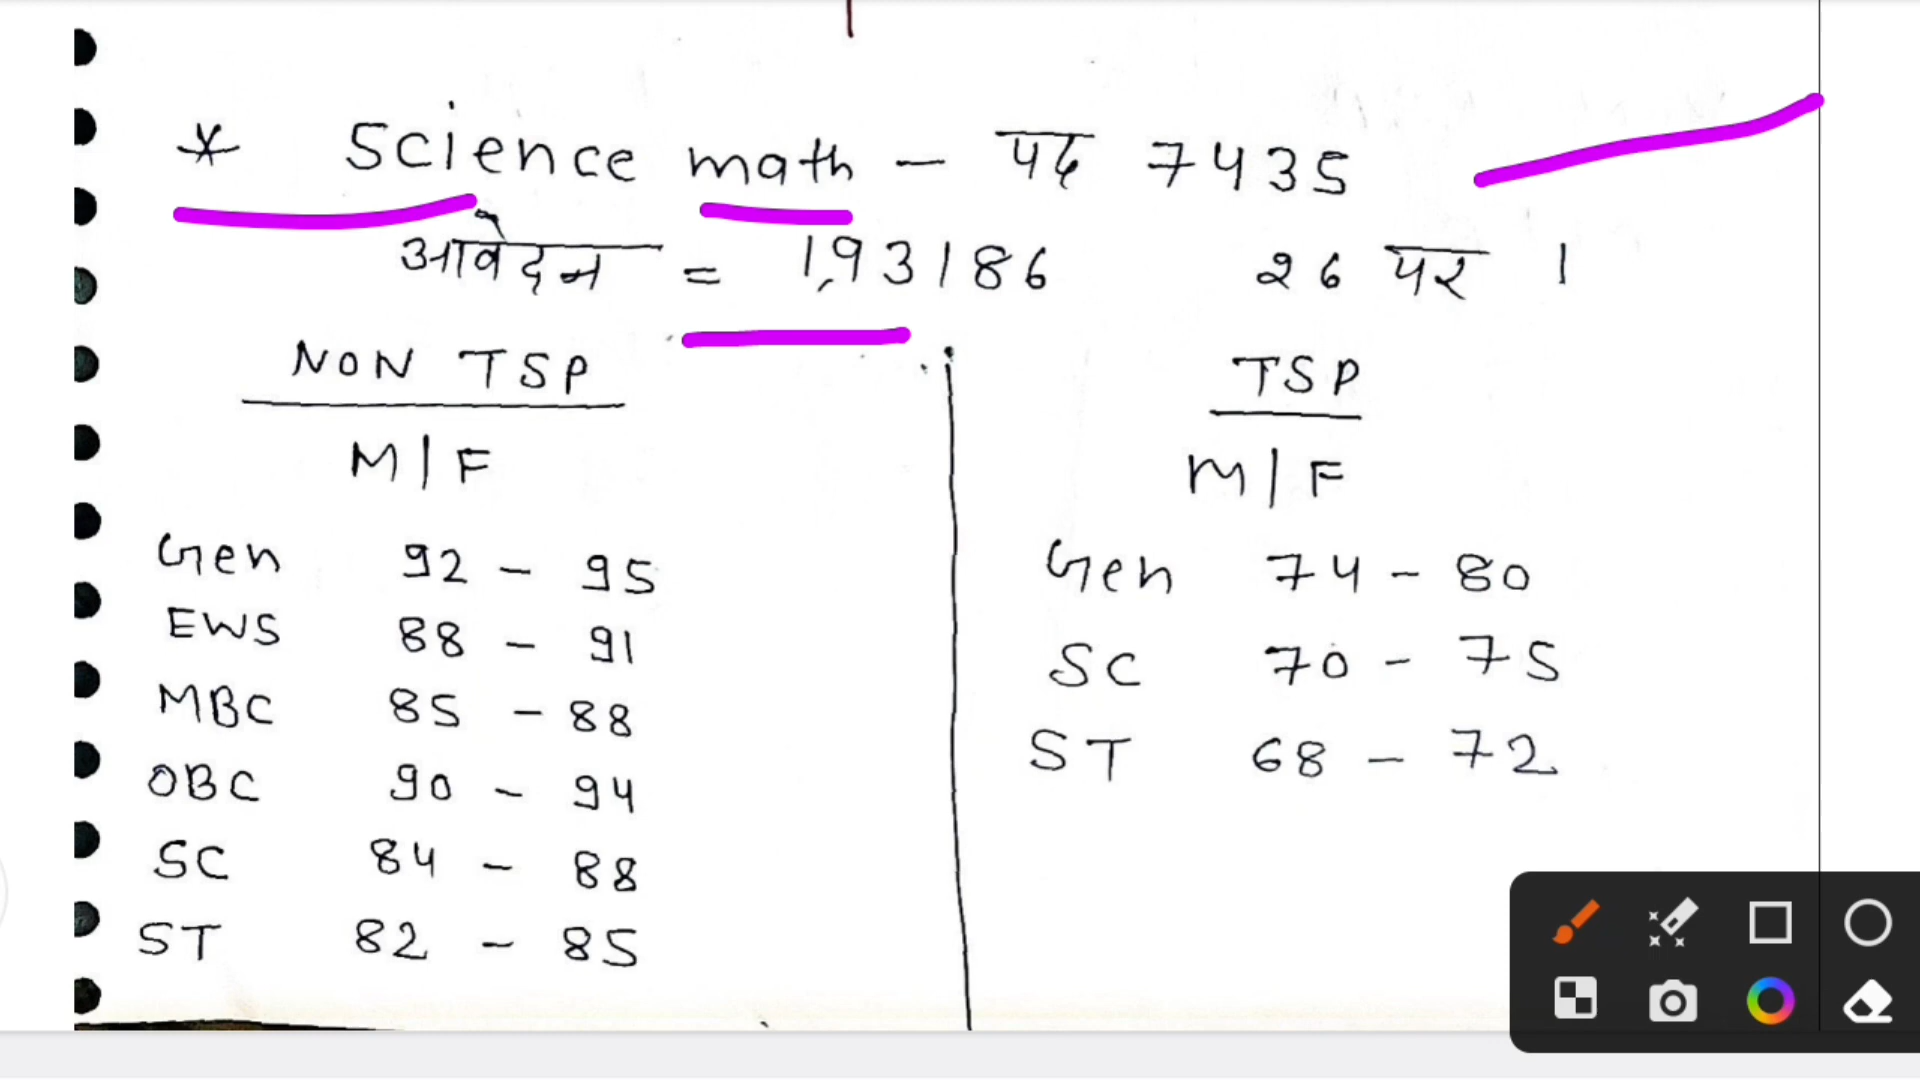 * Science math - पद 7435
आवेदन = 1,93186 26 पर 1
NON TSP
M/F
Gen 92 - 95
EWS 88 - 91
MBC 85 - 88
OBC 90 - 94
SC 84 - 88
ST 82 - 85
TSP
M/F
Gen 74 - 80
SC 70 - 75
ST 68 - 72